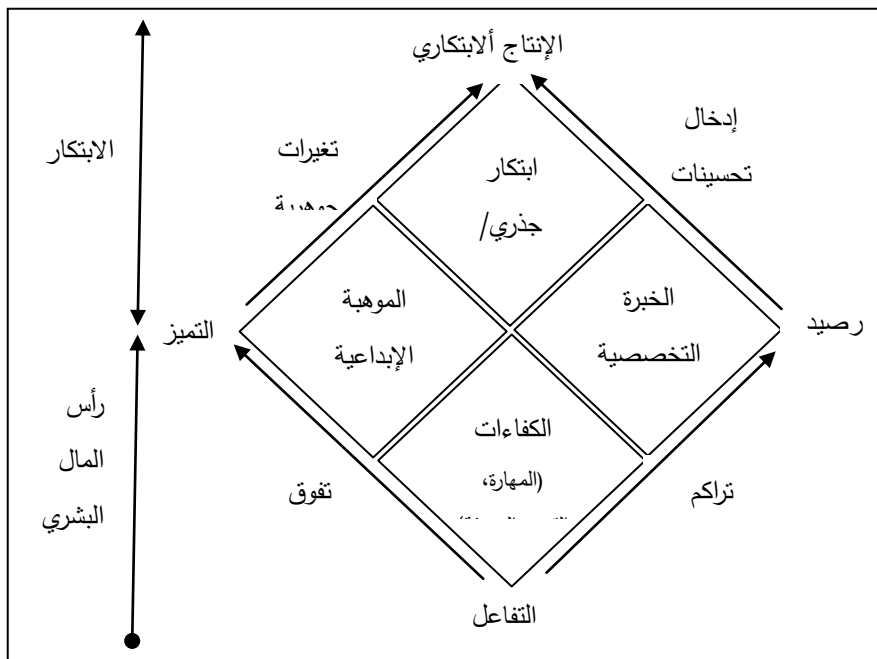 الإنتاج ألابتكاري
إدخال
تحسينات
تغيرات
الابتكار
ابتكار
جذري/
الموهبة
الإبداعية
الخبرة
التخصصية
التميز
رصيد
رأس
المال
البشري
الكفاءات
(المهارة،
تفوق
تراكم
التفاعل